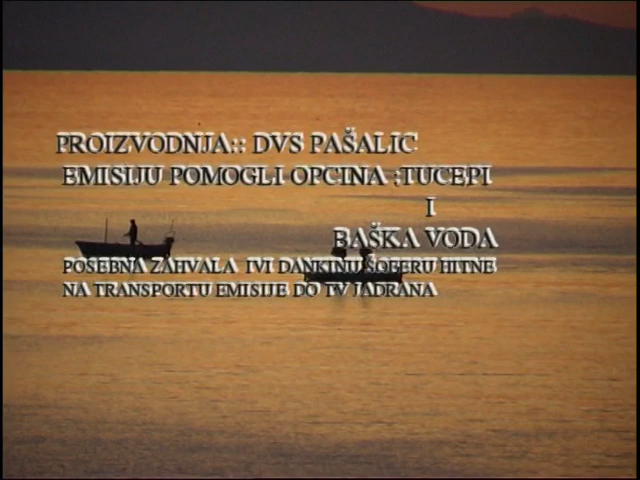 PROIZVODNJA:: DVS PAŠALIC
EMISIJU POMOGLI OPCINA :TUCEPI
I
BAŠKA VODA
POSEBNA ZAHVALA IVI DANKINU ŠOFERU HITNE
NA TRANSPORTU EMISIJE DO TV JADRANA